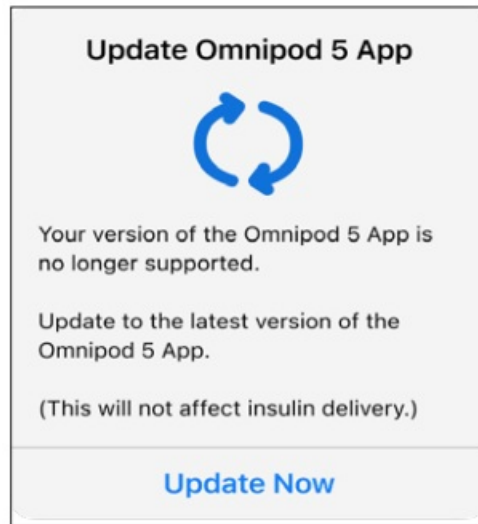 Update Omnipod 5 App
Your version of the Omnipod 5 App is
no longer supported.
Update to the latest version of the
Omnipod 5 App.
(This will not affect insulin delivery.)
Update Now